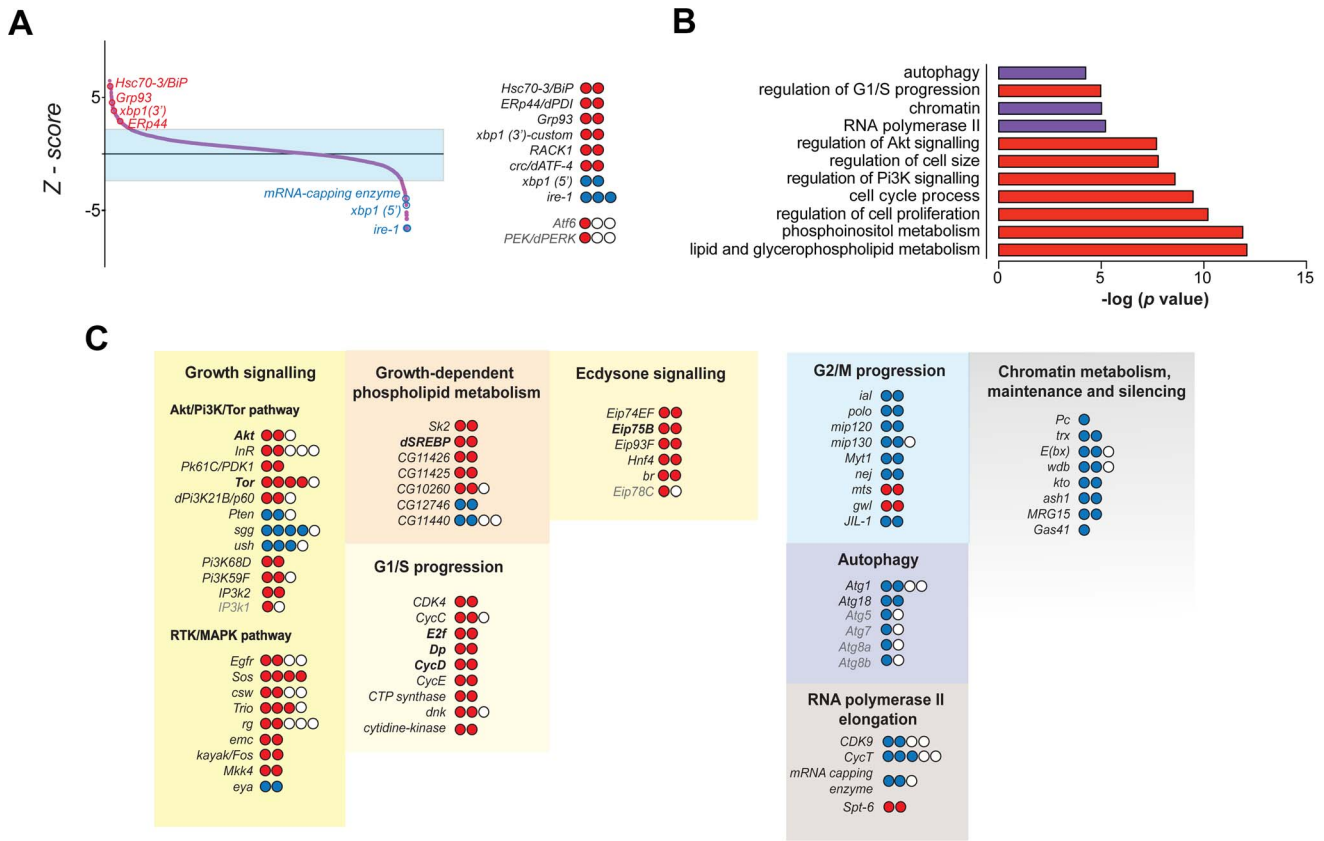 A
Z - score
5
-5
Hsc70-3/BiP
Grp93
xbp1(3')
ERp44
mRNA-capping enzyme
xbp1 (5')
ire-1
Hsc70-3/BiP
ERp44/dPDI
Grp93
xbp1 (3')-custom
RACK1
crc/dATF-4
xbp1 (5')
ire-1
Atf6
PEK/dPERK
B
autophagy
regulation of G1/S progression
chromatin
RNA polymerase II
regulation of Akt signalling
regulation of cell size
regulation of Pi3K signalling
cell cycle process
regulation of cell proliferation
phosphoinositol metabolism
lipid and glycerophospholipid metabolism
0 5 10 15
-log (p value)
C
Growth signalling
Akt/Pi3K/Tor pathway
Akt
InR
Pk61C/PDK1
Tor
dPi3K21B/p60
Pten
sgg
ush
Pi3K68D
Pi3K59F
IP3k2
IP3k1
RTK/MAPK pathway
Egfr
Sos
csw
Trio
rg
emc
kayak/Fos
Mkk4
eya
Growth-dependent
phospholipid metabolism
Sk2
dSREBP
CG11426
CG11425
CG10260
CG12746
CG11440
G1/S progression
CDK4
CycC
E2f
Dp
CycD
CycE
CTP synthase
dnk
cytidine-kinase
Ecdysone signalling
Eip74EF
Eip75B
Eip93F
Hnf4
br
Eip78C
G2/M progression
ial
polo
mip120
mip130
Myt1
nej
mts
gwl
JIL-1
Autophagy
Atg1
Atg18
Atg5
Atg7
Atg8a
Atg8b
RNA polymerase II
elongation
CDK9
CycT
mRNA capping
enzyme
Spt-6
Chromatin metabolism,
maintenance and silencing
Pc
trx
E(bx)
wdb
kto
ash1
MRG15
Gas41